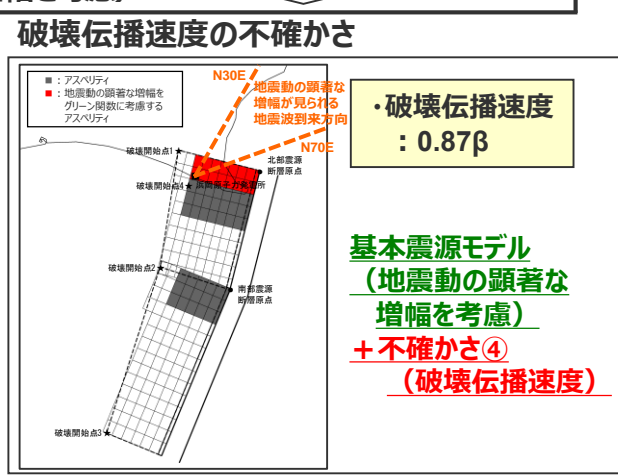 破壊伝播速度の不確かさ
■：アスペリティ
■：地震動の顕著な増幅を
グリーン関数に考慮する
アスペリティ
N30E
地震動の顕著な
増幅が見られる
地震波到来方向
N70E
破壊開始点1★
北部震源
断層原点
破壊開始点4★
浜岡原子力発電所
破壊開始点2★
南部震源
断層原点
破壊開始点3★
・破壊伝播速度
：0.87β
基本震源モデル
（地震動の顕著な
増幅を考慮）
＋不確かさ④
（破壊伝播速度）